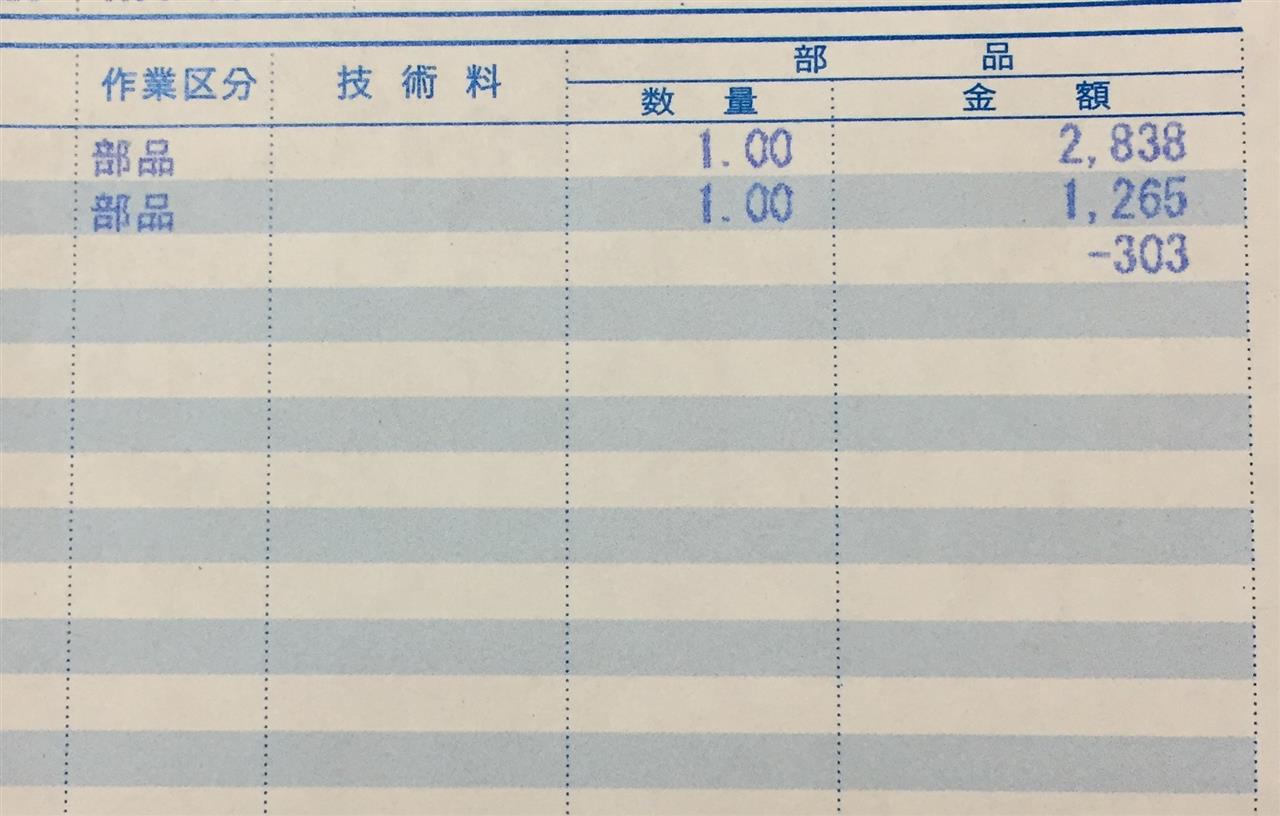 部品
作業区分 技術料 数量 金額
部品 1.00 2,838
部品 1.00 1,265
-303